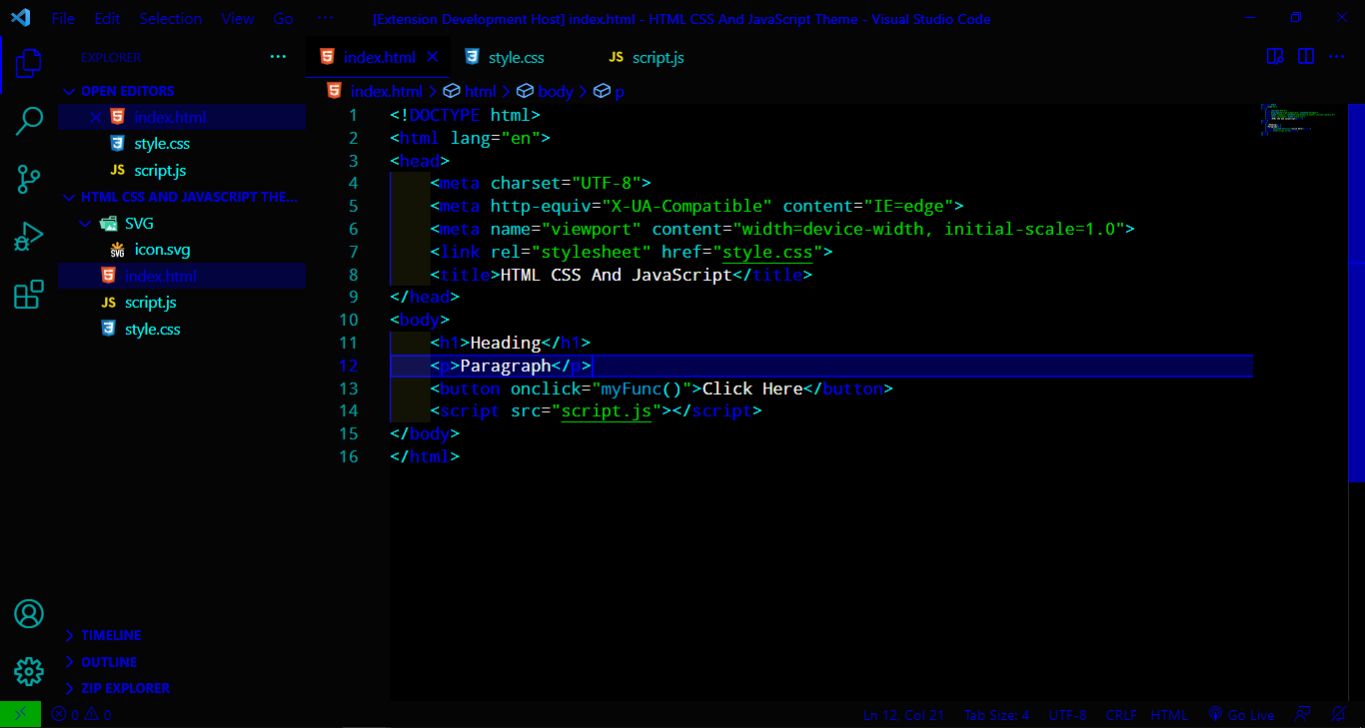 File Edit Selection View Go ··· [Extension Development Host] index.html - HTML CSS And JavaScript Theme - Visual Studio Code
EXPLORER ···
OPEN EDITORS
index.html
style.css
JS script.js
HTML CSS AND JAVASCRIPT THE...
SVG
SVG icon.svg
index.html
JS script.js
style.css
TIMELINE
OUTLINE
ZIP EXPLORER
index.html style.css JS script.js ···
index.html > html > body > p
1 <!DOCTYPE html>
2 <html lang="en">
3 <head>
4 <meta charset="UTF-8">
5 <meta http-equiv="X-UA-Compatible" content="IE=edge">
6 <meta name="viewport" content="width=device-width, initial-scale=1.0">
7 <link rel="stylesheet" href="style.css">
8 <title>HTML CSS And JavaScript</title>
9 </head>
10 <body>
11 <h1>Heading</h1>
12 <p>Paragraph</p>
13 <button onclick="myFunc()">Click Here</button>
14 <script src="script.js"></script>
15 </body>
16 </html>
0 0 Ln 12, Col 21 Tab Size: 4 UTF-8 CRLF HTML Go Live